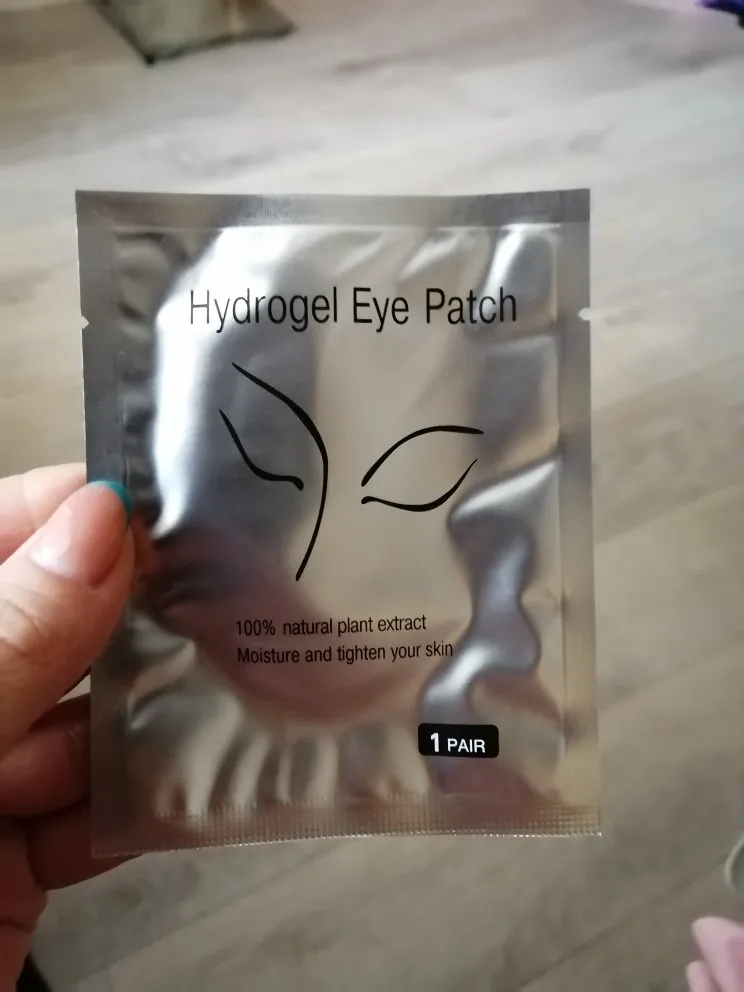 Hydrogel Eye Patch
100% natural plant extract
Moisture and tighten your skin
1 PAIR